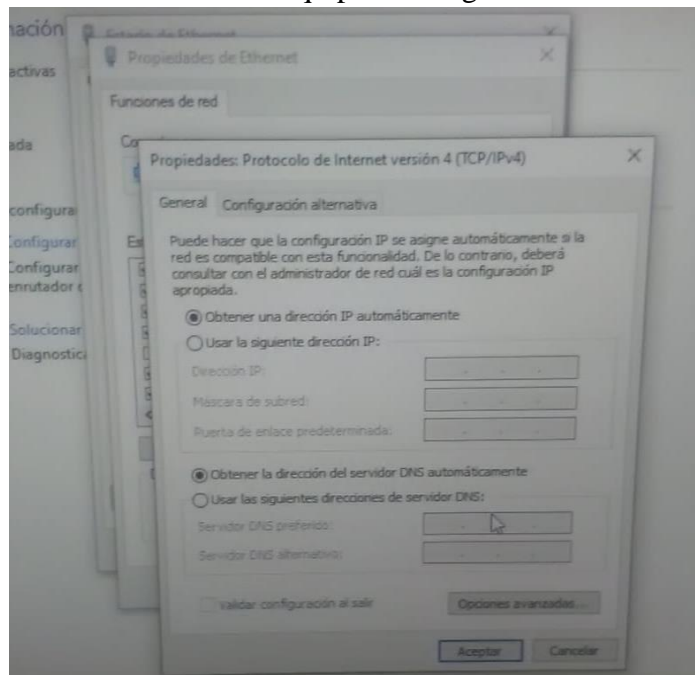 nación
activas
Estado de Ethernet
Propiedades de Ethernet
Funciones de red
ada
Co
Propiedades: Protocolo de Internet versión 4 (TCP/IPv4)
General Configuración alternativa
configura
Configurar
Configurar
enrutador
Solucionar
Diagnostic
Es
Puede hacer que la configuración IP se asigne automáticamente si la
red es compatible con esta funcionalidad. De lo contrario, deberá
consultar con el administrador de red cuál es la configuración IP
apropiada.
Obtener una dirección IP automáticamente
Usar la siguiente dirección IP:
Dirección IP:
Máscara de subred:
Puerta de enlace predeterminada:
Obtener la dirección del servidor DNS automáticamente
Usar las siguientes direcciones de servidor DNS:
Servidor DNS preferido:
Servidor DNS alternativo:
Validar configuración al salir
Opciones avanzadas...
Aceptar Cancelar